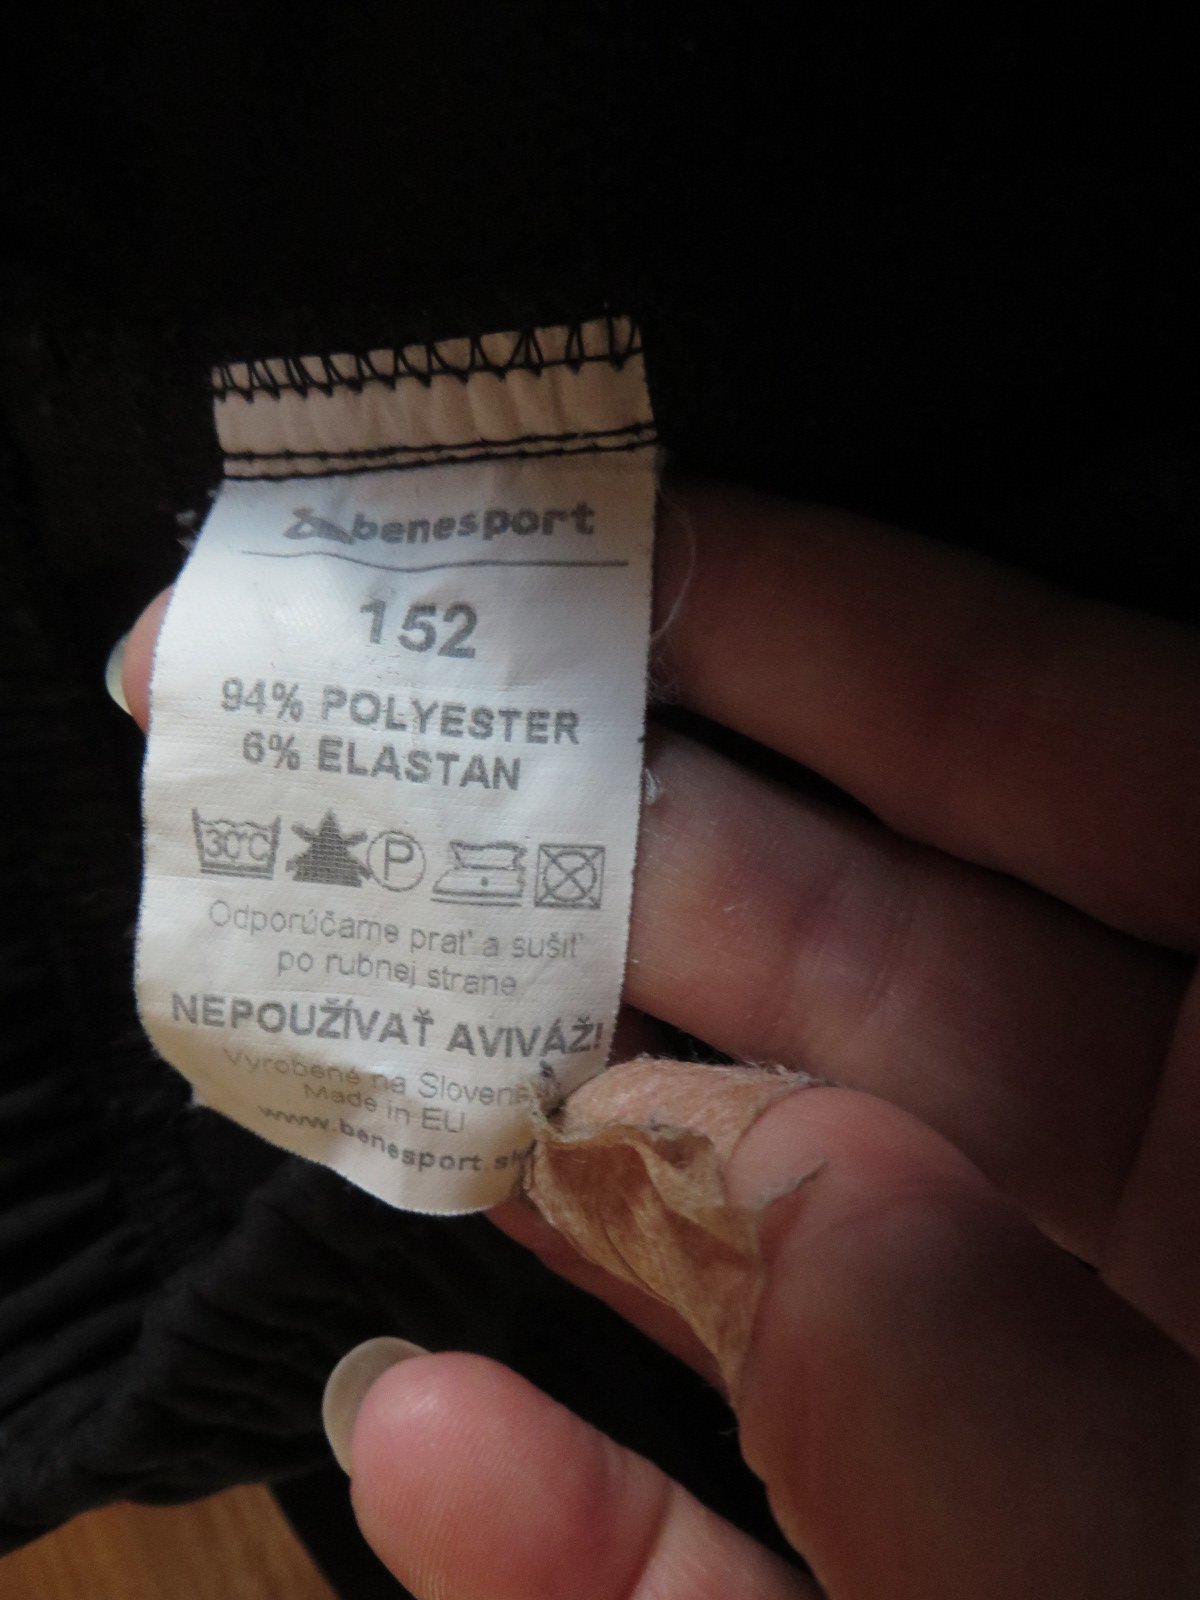 benesport
152
94% POLYESTER
6% ELASTAN
30°C P
Odporúčame prať a sušiť
po rubnej strane
NEPOUŽÍVAŤ AVIVÁŽ!
Vyrobené na Slovensku
Made in EU
www.benesport.sk